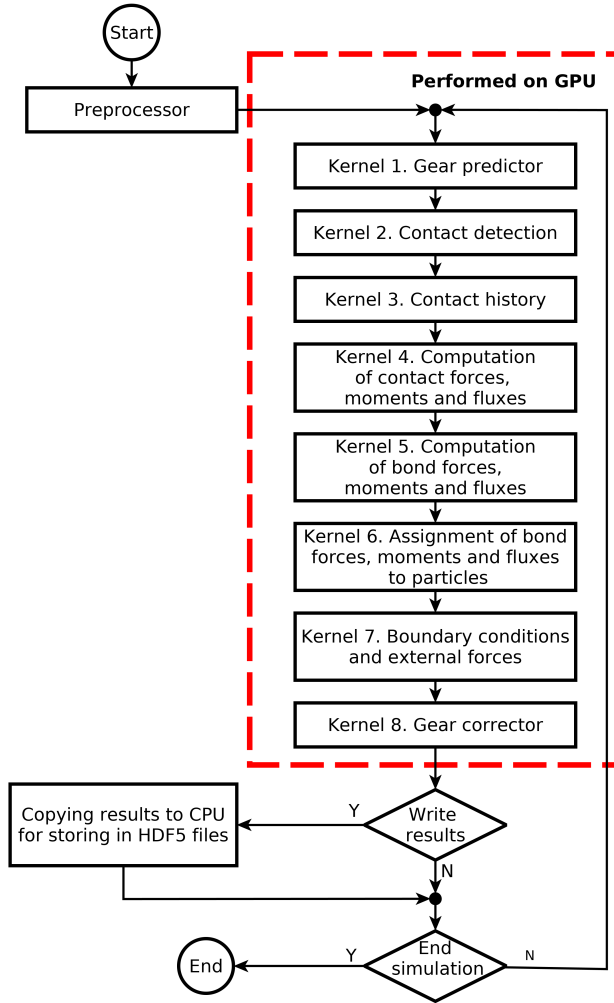 Start
Performed on GPU
Preprocessor
Kernel 1. Gear predictor
Kernel 2. Contact detection
Kernel 3. Contact history
Kernel 4. Computation
of contact forces,
moments and fluxes
Kernel 5. Computation
of bond forces,
moments and fluxes
Kernel 6. Assignment of bond
forces, moments and fluxes
to particles
Kernel 7. Boundary conditions
and external forces
Kernel 8. Gear corrector
Copying results to CPU
for storing in HDF5 files
Y
Write
results
N
End
Y
End
simulation
N